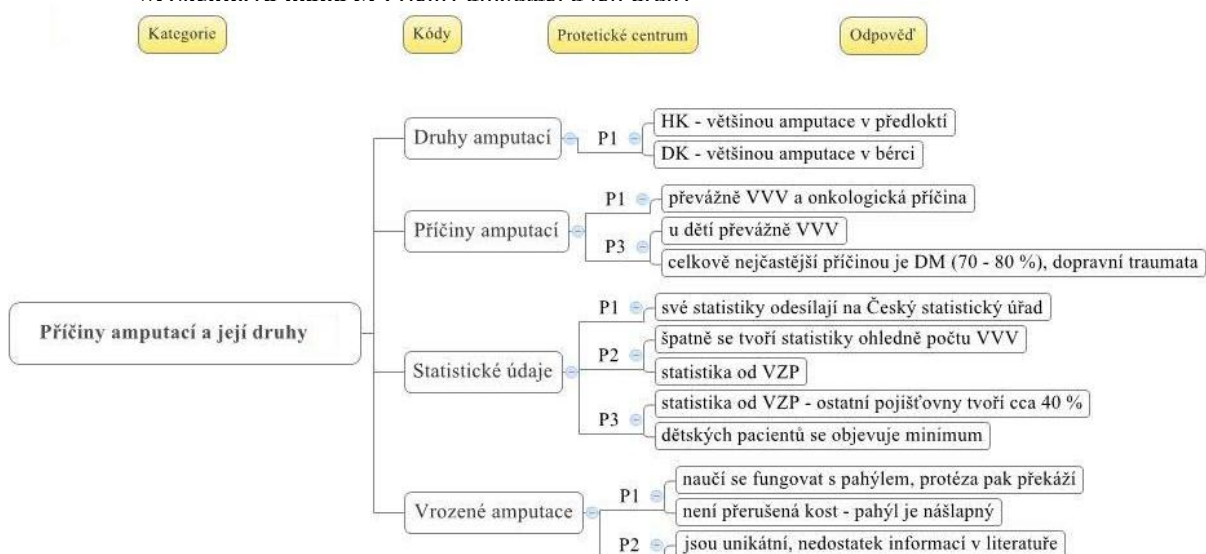 Kategorie Kódy Protetické centrum Odpověď
Druhy amputací P1 HK - většinou amputace v předloktí
DK - většinou amputace v bérci
Příčiny amputací P1 převážně VVV a onkologická příčina
P3 u dětí převážně VVV
celkově nejčastější příčinou je DM (70 - 80 %), dopravní traumata
Příčiny amputací a její druhy
Statistické údaje P1 své statistiky odesílají na Český statistický úřad
P2 špatně se tvoří statistiky ohledně počtu VVV
statistika od VZP
P3 statistika od VZP - ostatní pojišťovny tvoří cca 40 %
dětských pacientů se objevuje minimum
Vrozené amputace P1 naučí se fungovat s pahýlem, protéza pak překáží
není přerušená kost - pahýl je nášlapný
P2 jsou unikátní, nedostatek informací v literatuře